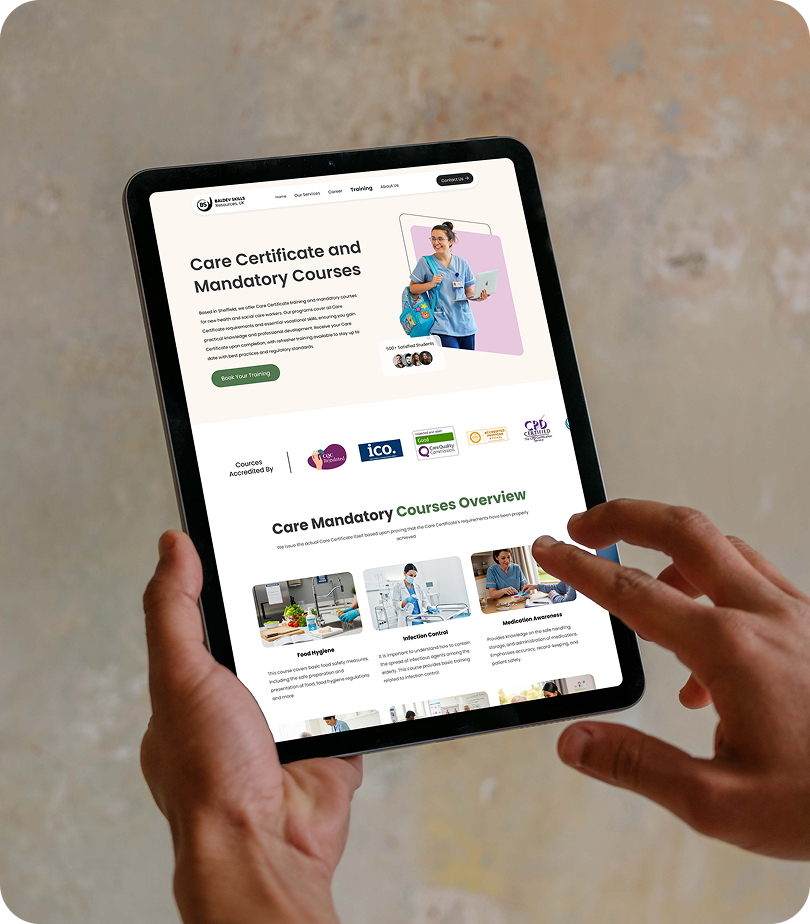 BS
BALDEV SKILLS
Resources, UK
Home
Our Services
Career
Training
About Us
Contact Us →
Care Certificate and
Mandatory Courses
Based in Sheffield, we offer Care Certificate training and mandatory courses
for new health and social care workers. Our programs cover all Care
Certificate requirements and essential vocational skills, ensuring you gain
practical knowledge and professional development. Receive your Care
Certificate upon completion, with refresher training available to stay up to
date with best practices and regulatory standards.
Book Your Training
500+ Satisfied Students
Cources
Accredited By
CQC
Regulated
ico.
Inspected and rated
Good
CareQuality
Commission
CPD
CERTIFIED
The CPD Certification
Service
Care Mandatory Courses Overview
We issue the actual Care Certificate itself based upon proving that the Care Certificate's requirements have been properly
achieved
Food Hygiene
This course covers basic food safety measures,
including the safe preparation and
presentation of food, food hygiene regulations
and more.
Infection Control
It is important to understand how to contain
the spread of infectious agents among the
elderly. This course provides basic training
related to infection control.
Medication Awareness
Provides knowledge on the safe handling,
storage, and administration of medications.
Emphasises accuracy, record-keeping, and
patient safety.